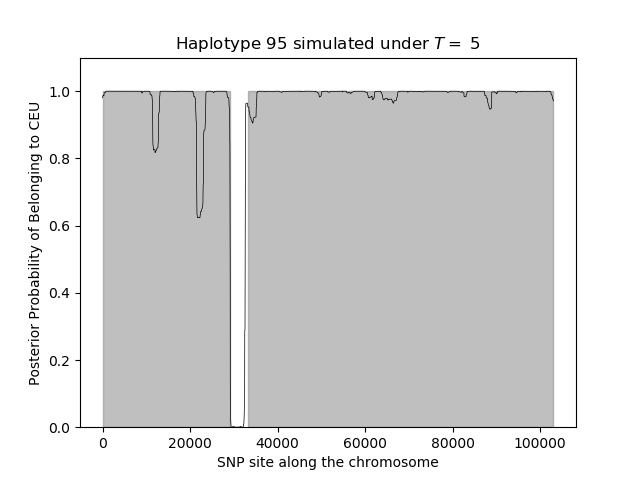 Haplotype 95 simulated under T = 5
Posterior Probability of Belonging to CEU
1.0
0.8
0.6
0.4
0.2
0.0
0 20000 40000 60000 80000 100000
SNP site along the chromosome